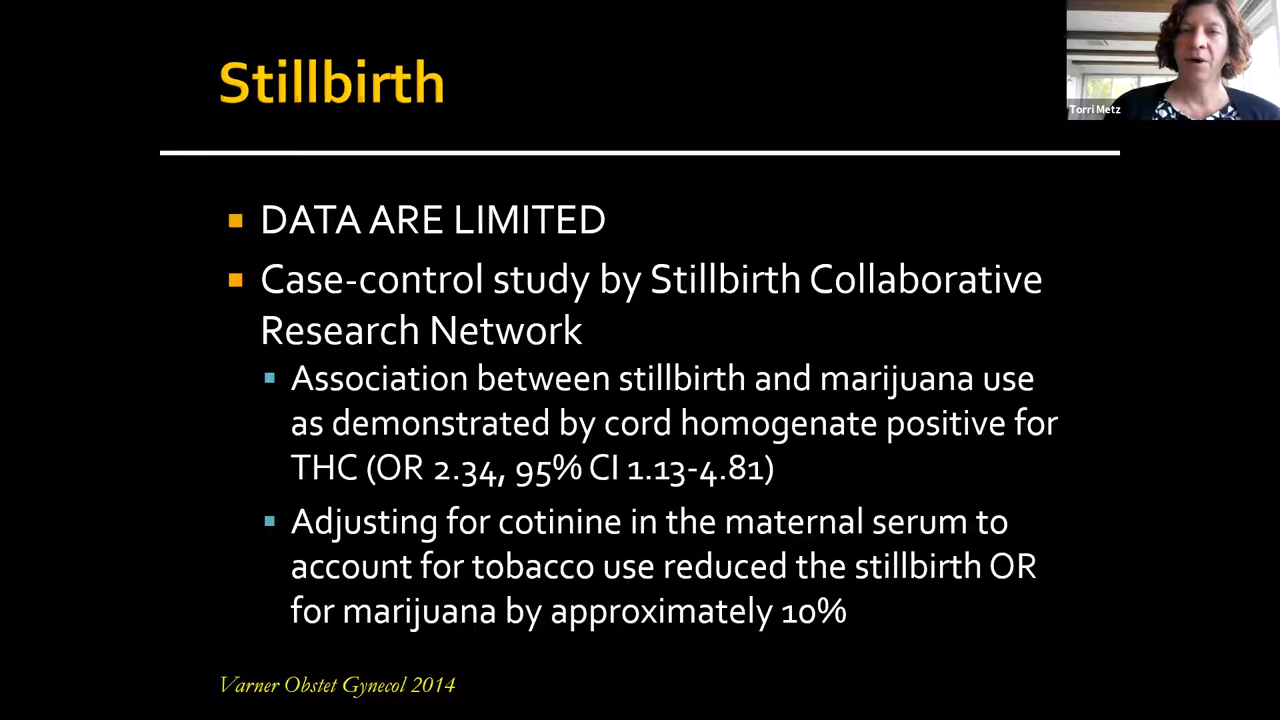 Stillbirth
Torri Metz
DATA ARE LIMITED
Case-control study by Stillbirth Collaborative
Research Network
Association between stillbirth and marijuana use
as demonstrated by cord homogenate positive for
THC (OR 2.34, 95% CI 1.13-4.81)
Adjusting for cotinine in the maternal serum to
account for tobacco use reduced the stillbirth OR
for marijuana by approximately 10%
Varner Obstet Gynecol 2014